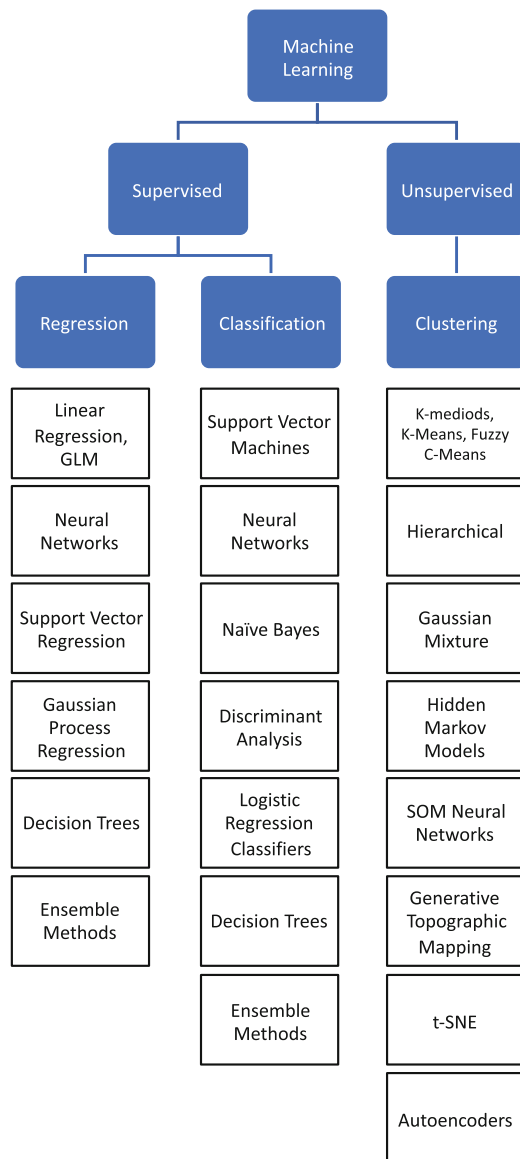 Machine
Learning
Supervised
Unsupervised
Regression
Classification
Clustering
Linear
Regression,
GLM
Neural
Networks
Support Vector
Regression
Gaussian
Process
Regression
Decision Trees
Ensemble
Methods
Support Vector
Machines
Neural
Networks
Naïve Bayes
Discriminant
Analysis
Logistic
Regression
Classifiers
Decision Trees
Ensemble
Methods
K-mediods,
K-Means, Fuzzy
C-Means
Hierarchical
Gaussian
Mixture
Hidden
Markov
Models
SOM Neural
Networks
Generative
Topographic
Mapping
t-SNE
Autoencoders